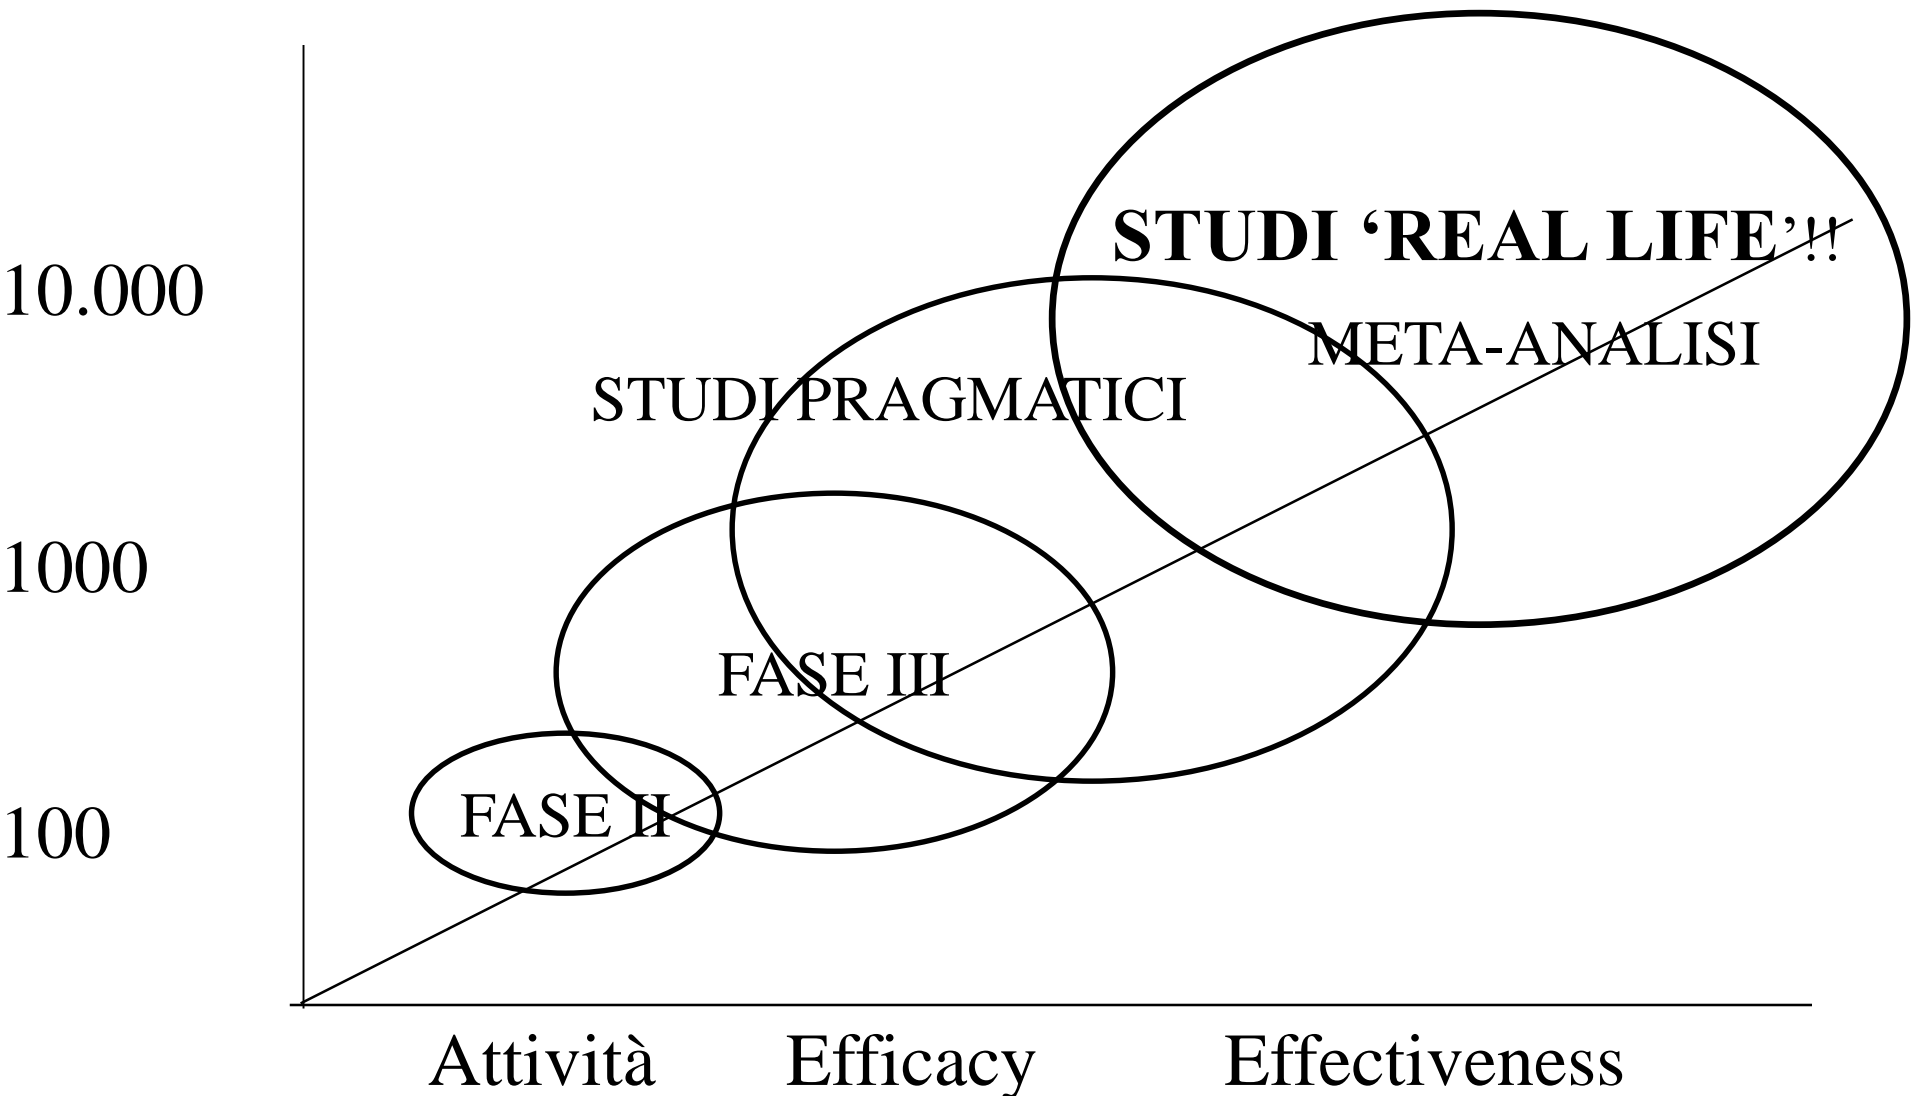 STUDI ‘REAL LIFE’!!
10.000
META-ANALISI
STUDI PRAGMATICI
1000
FASE III
FASE II
100
Attività Efficacy Effectiveness